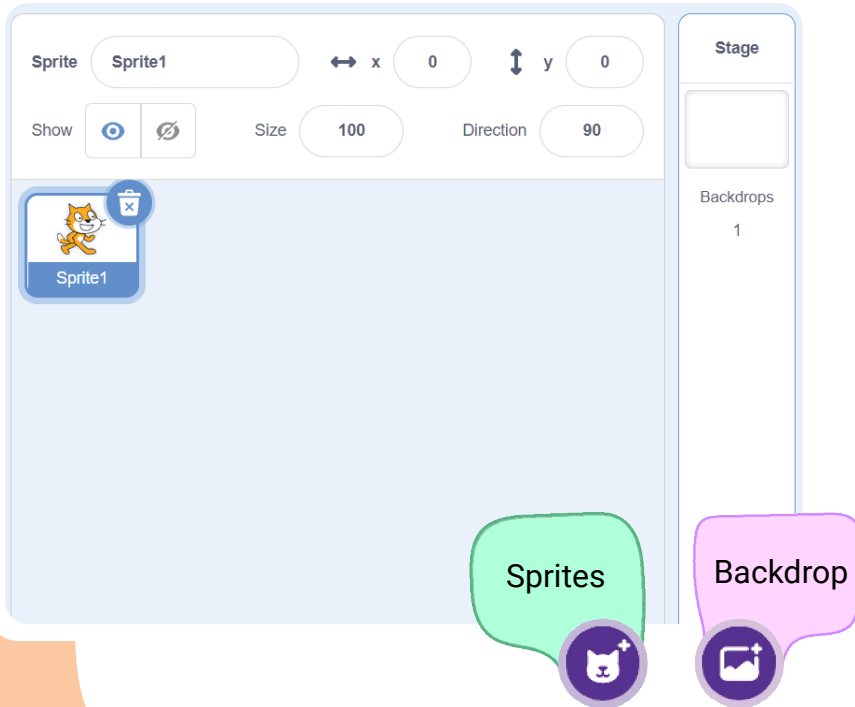 Sprite Sprite1 x 0 y 0
Show Size 100 Direction 90
Sprite1
Stage
Backdrops
1
Sprites
Backdrop